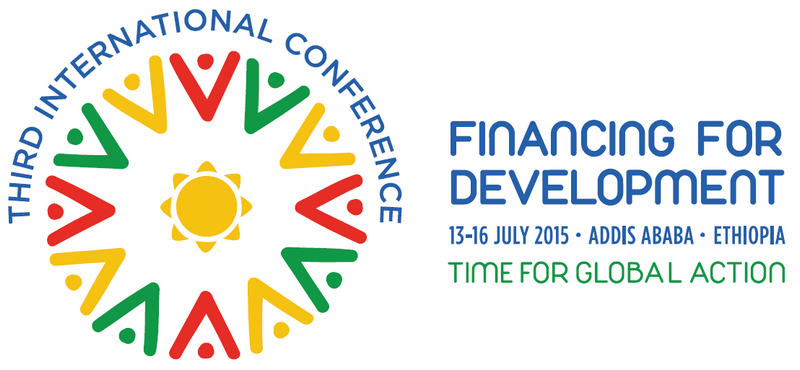 THIRD INTERNATIONAL CONFERENCE
FINANCING FOR
DEVELOPMENT
13-16 JULY 2015 • ADDIS ABABA • ETHIOPIA
TIME FOR GLOBAL ACTION